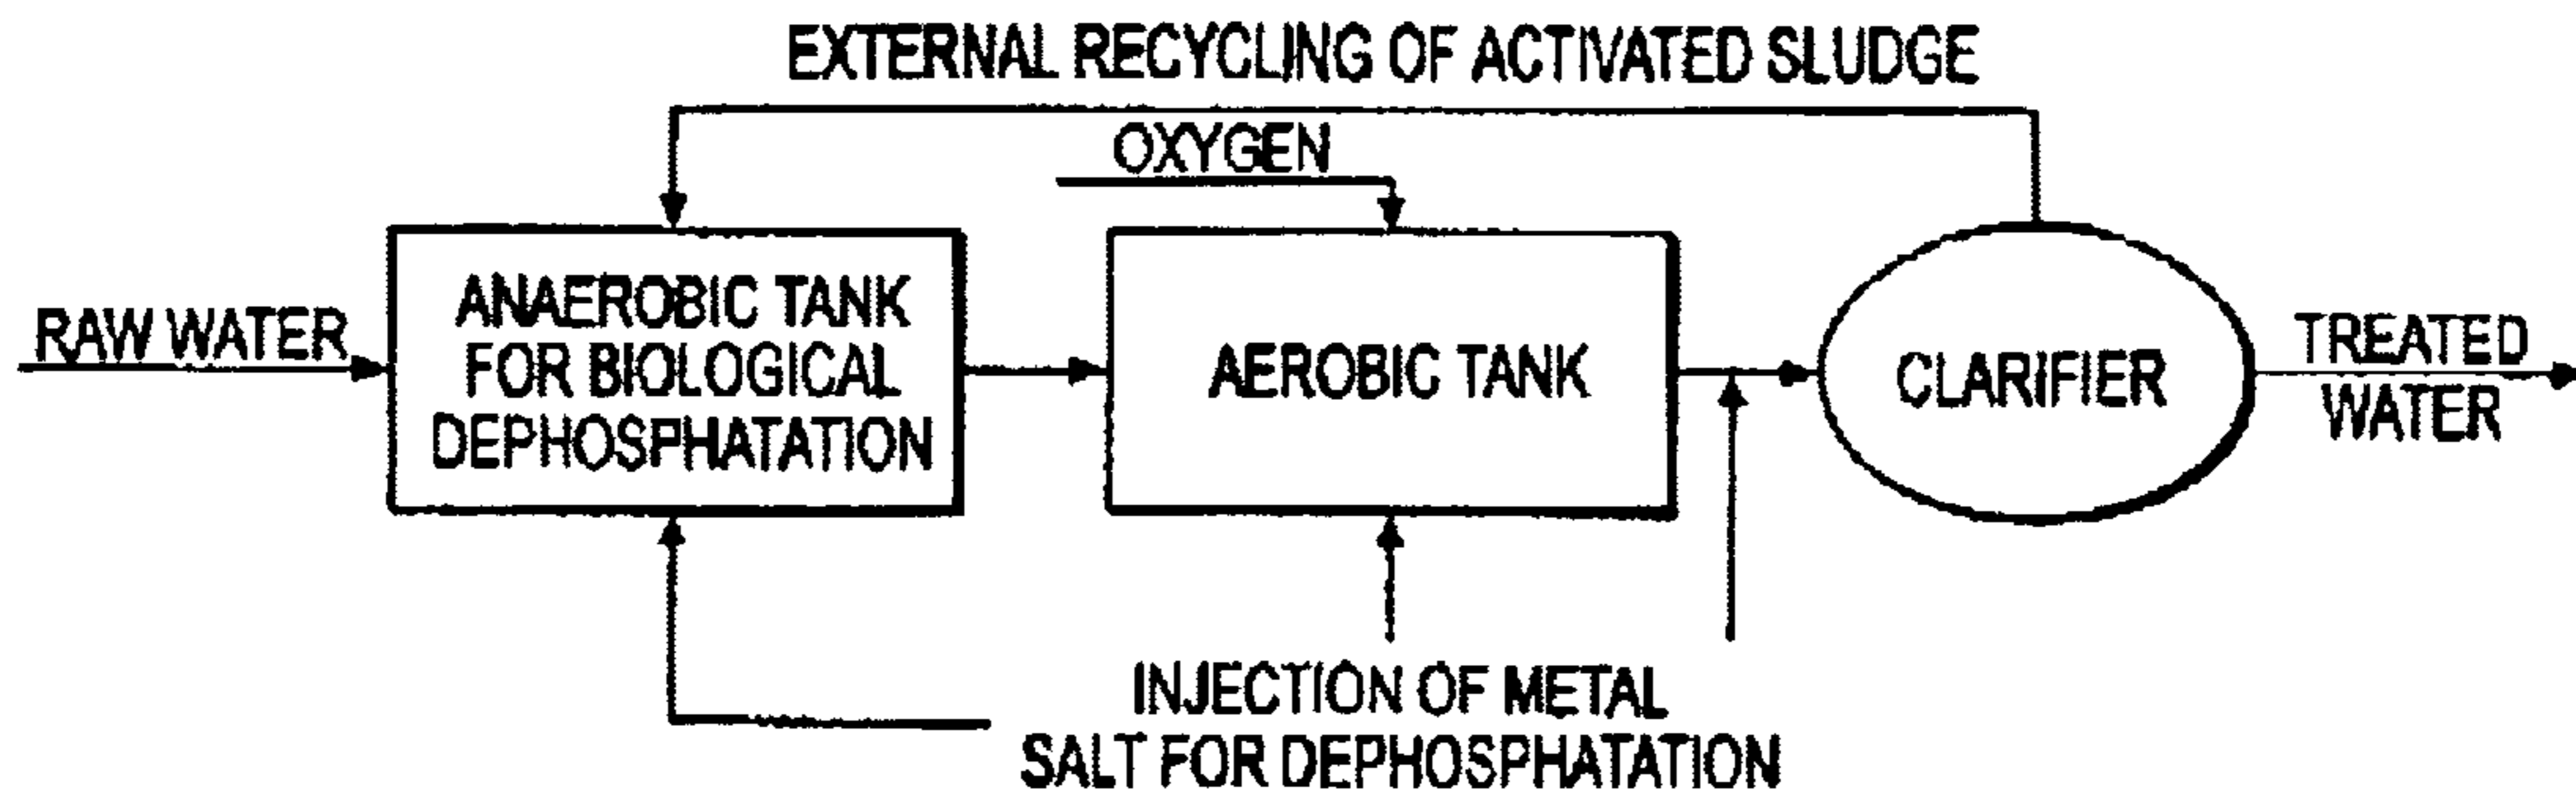 EXTERNAL RECYCLING OF ACTIVATED SLUDGE
OXYGEN
RAW WATER
ANAEROBIC TANK
FOR BIOLOGICAL
DEPHOSPHATATION
AEROBIC TANK
CLARIFIER
TREATED
WATER
INJECTION OF METAL
SALT FOR DEPHOSPHATATION